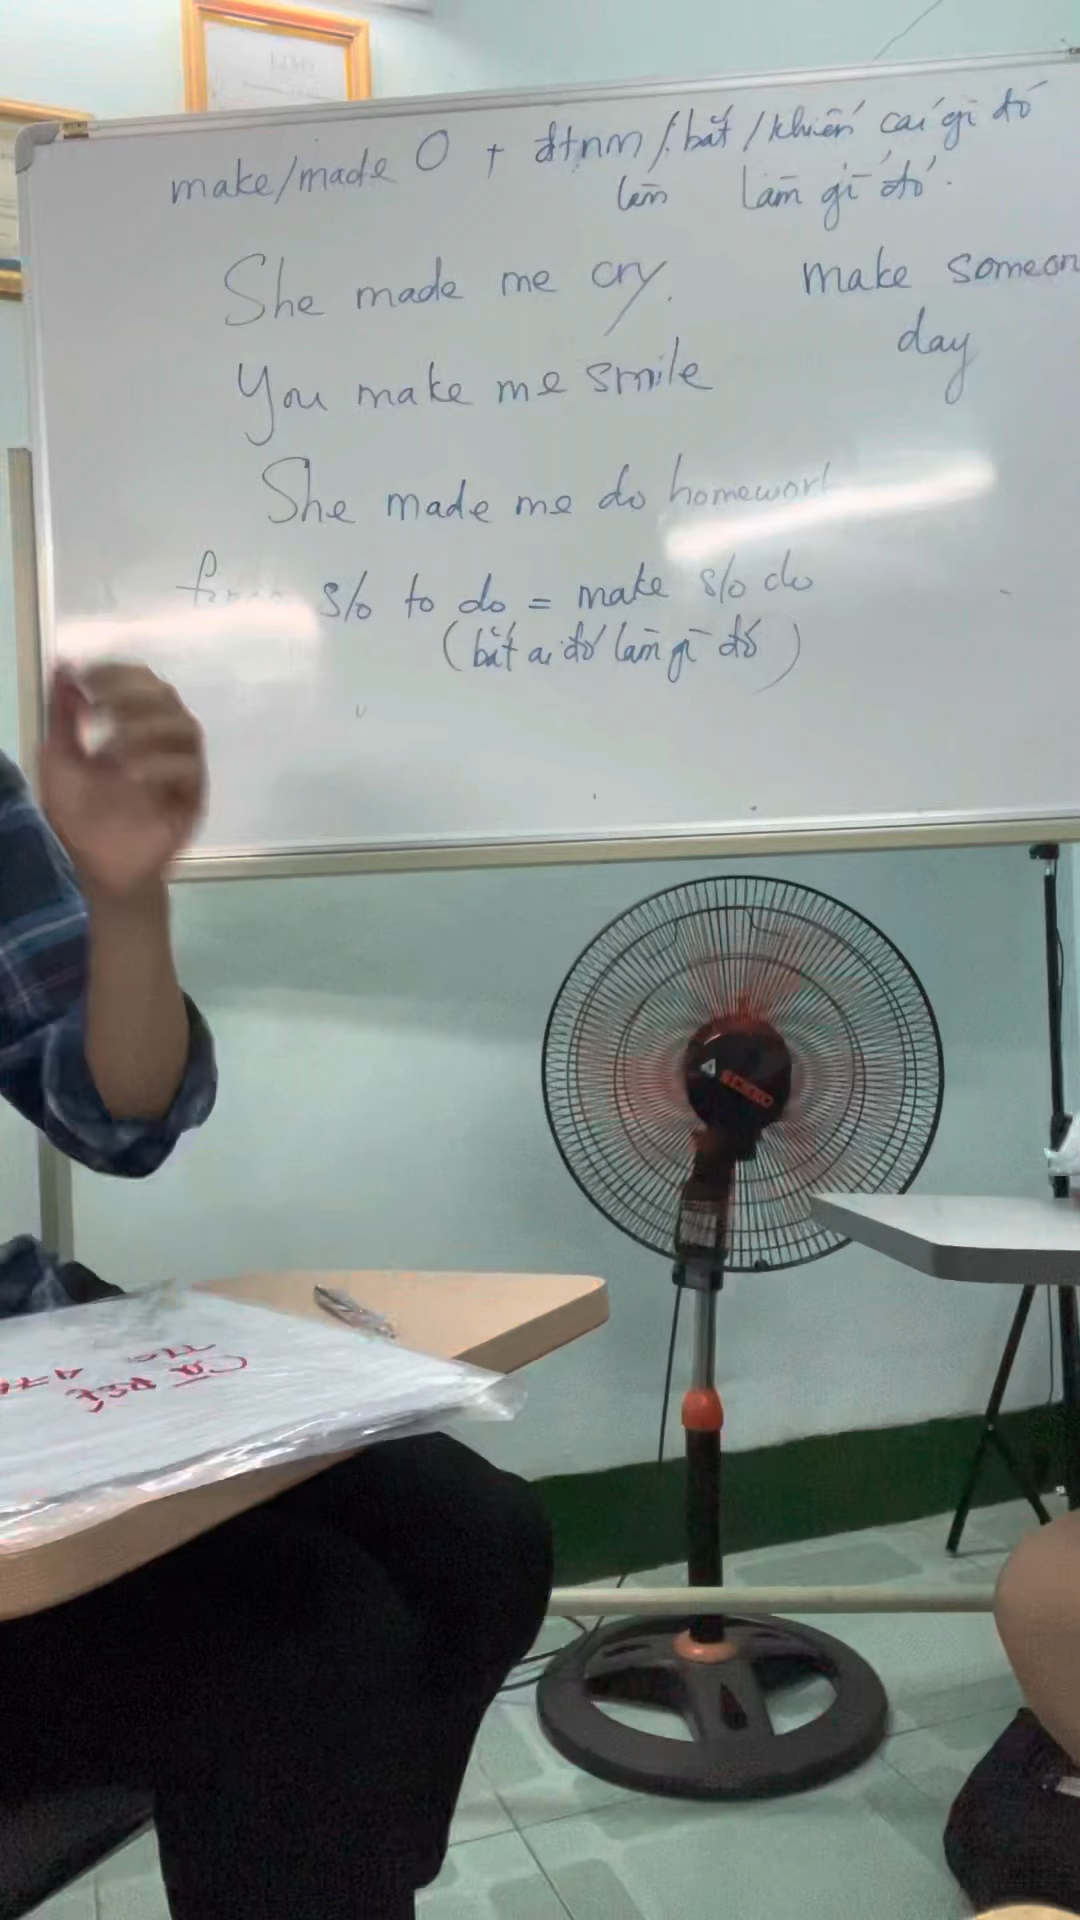 make/made O + đtnm / bắt / khiến cái gì đó
làm làm gì đó.
She made me cry.
make someon
day
You make me smile
She made me do homework
s/o to do = make s/o do
(bắt ai đó làm gì đó)
CÀ